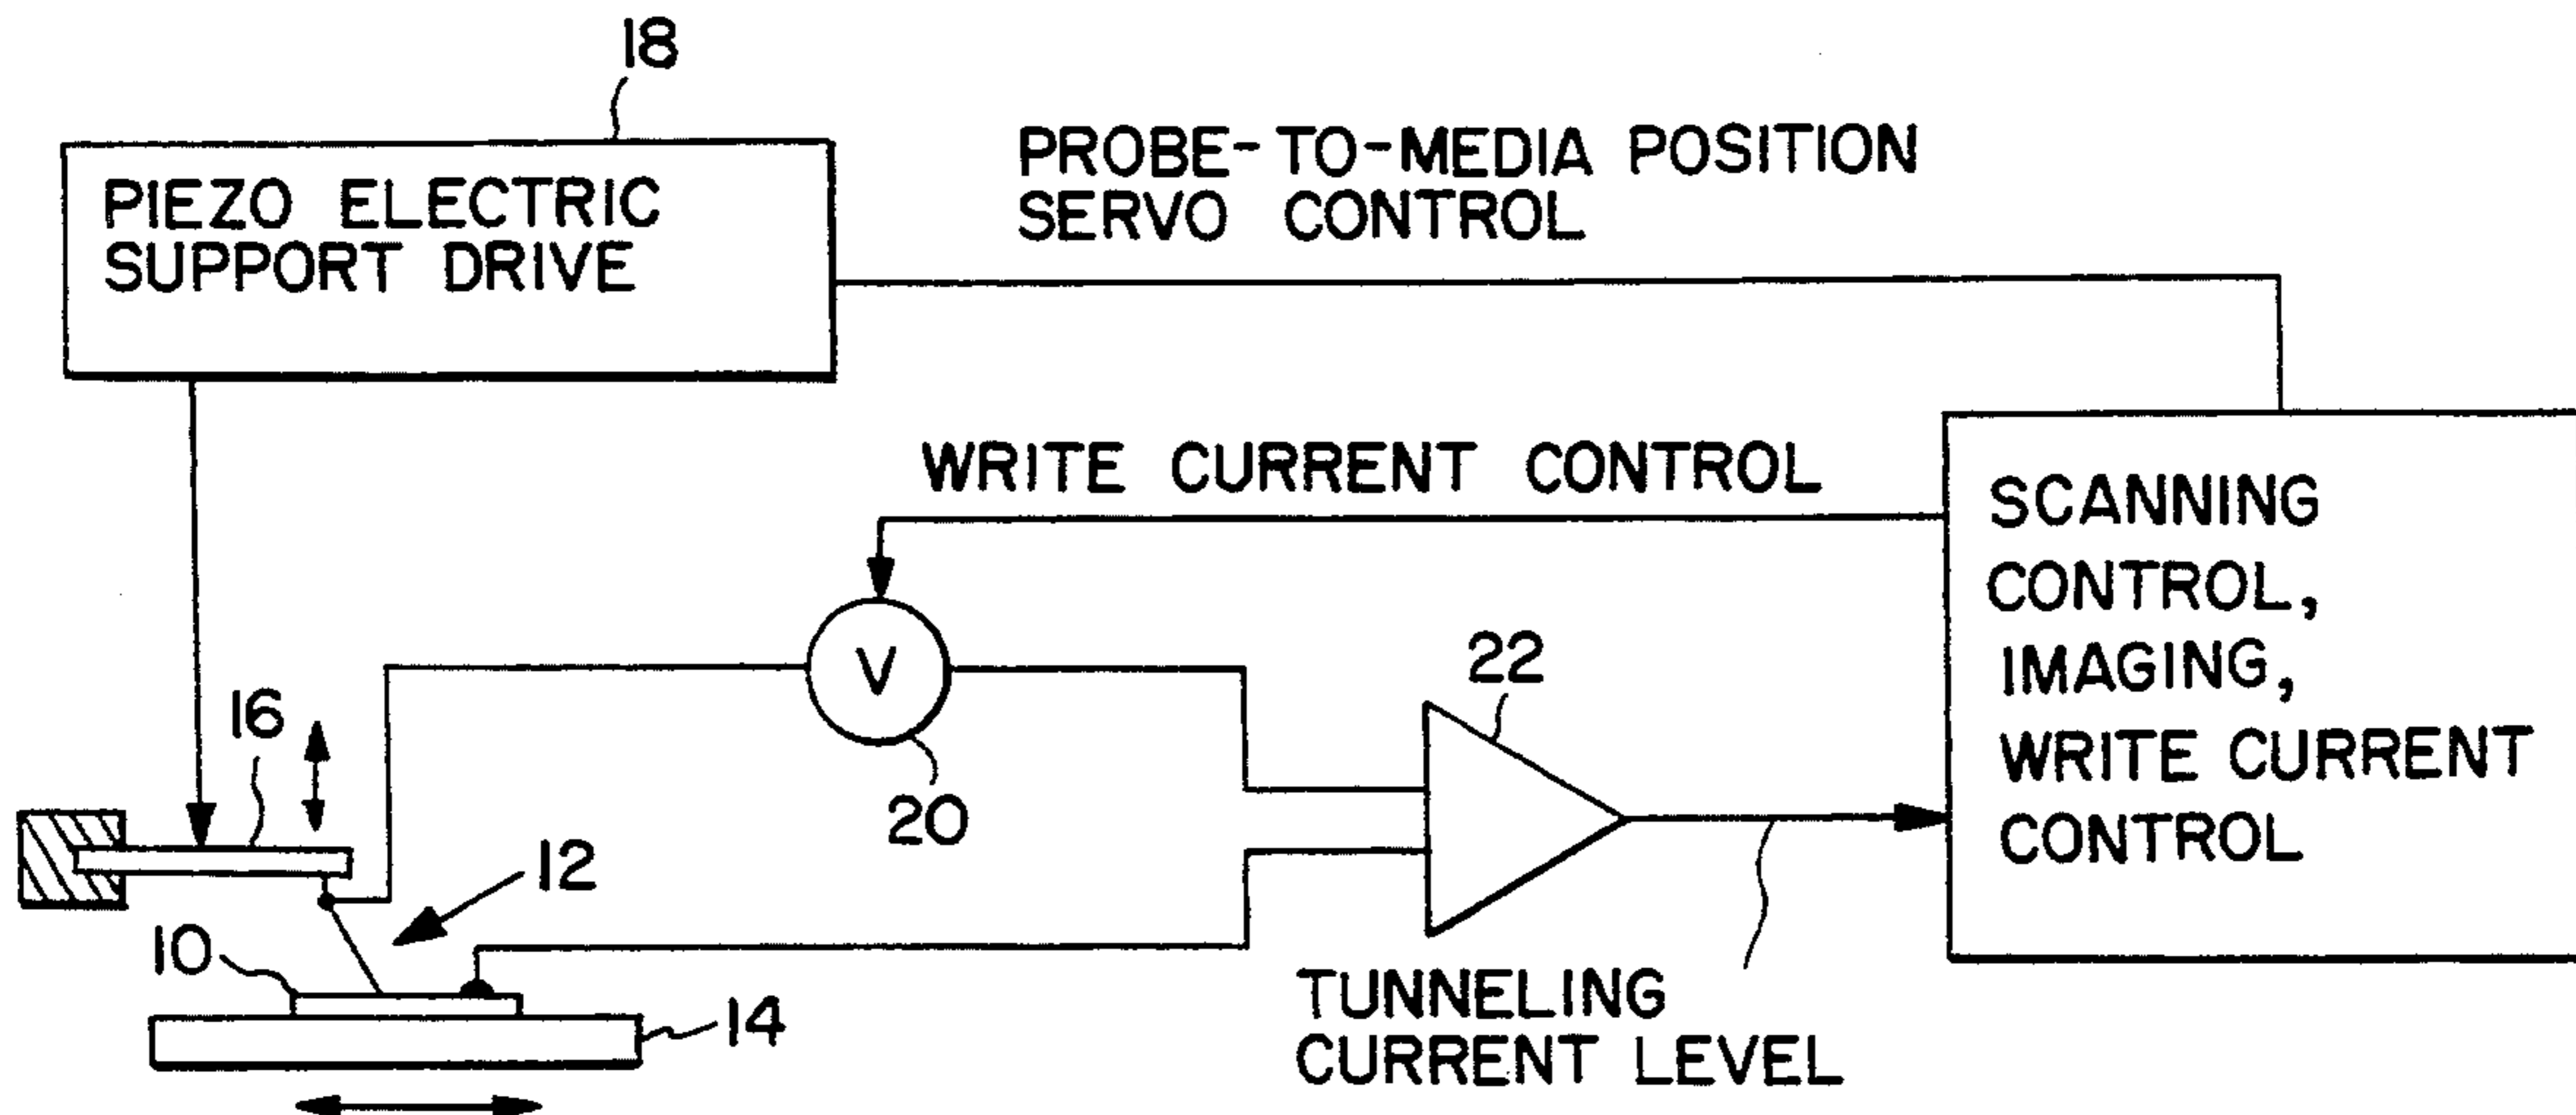 18
PIEZO ELECTRIC
SUPPORT DRIVE
PROBE-TO-MEDIA POSITION
SERVO CONTROL
WRITE CURRENT CONTROL
SCANNING
CONTROL,
IMAGING,
WRITE CURRENT
CONTROL
V
20
22
16
12
10
14
TUNNELING
CURRENT LEVEL